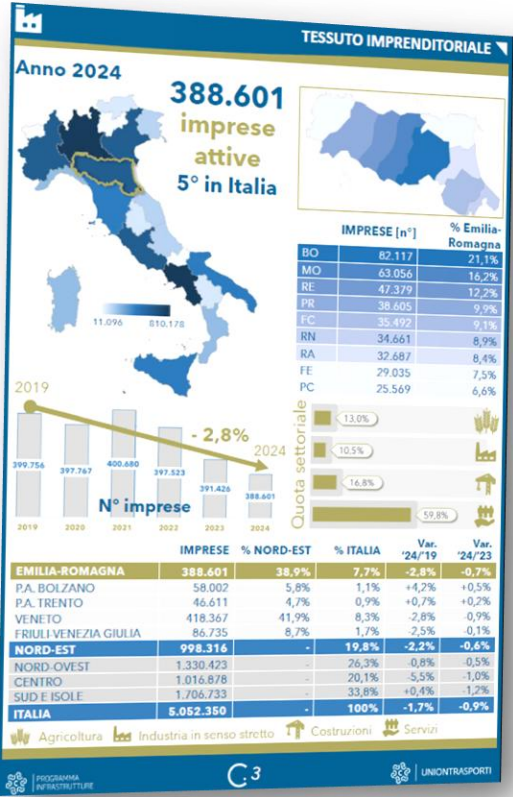 TESSUTO IMPRENDITORIALE
Anno 2024
388.601
imprese
attive
5° in Italia
11.096 810.178
IMPRESE [n°] % Emilia-Romagna
BO 82.117 21,1%
MO 63.056 16,2%
RE 47.379 12,2%
PR 38.605 9,9%
FC 35.492 9,1%
RN 34.661 8,9%
RA 32.687 8,4%
FE 29.035 7,5%
PC 25.569 6,6%
2019
- 2,8%
2024
399.756 397.767 400.680 397.523 391.426 388.601
N° imprese
2019 2020 2021 2022 2023 2024
Quota settoriale
13,0%
10,5%
16,8%
59,8%
IMPRESE % NORD-EST % ITALIA Var. '24/'19 Var. '24/'23
EMILIA-ROMAGNA 388.601 38,9% 7,7% -2,8% -0,7%
P.A. BOLZANO 58.002 5,8% 1,1% +4,2% +0,5%
P.A. TRENTO 46.611 4,7% 0,9% +0,7% +0,2%
VENETO 418.367 41,9% 8,3% -2,8% -0,9%
FRIULI-VENEZIA GIULIA 86.735 8,7% 1,7% -2,5% -0,1%
NORD-EST 998.316 - 19,8% -2,2% -0,6%
NORD-OVEST 1.330.423 - 26,3% -0,8% -0,5%
CENTRO 1.016.878 - 20,1% -5,5% -1,0%
SUD E ISOLE 1.706.733 - 33,8% +0,4% -1,2%
ITALIA 5.052.350 - 100% -1,7% -0,9%
Agricoltura Industria in senso stretto Costruzioni Servizi
PROGRAMMA
INFRASTRUTTURE
C.3
UNIONTRASPORTI